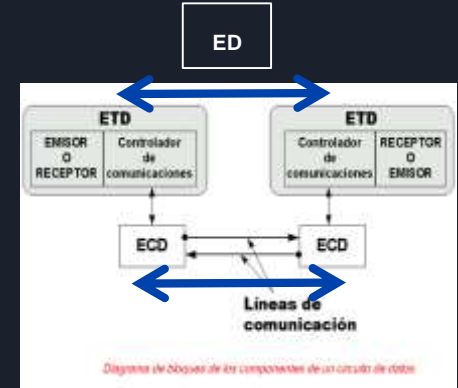 ED
ETD
EMISOR
O
RECEPTOR
Controlador
de
comunicaciones
ETD
Controlador
de
comunicaciones
RECEPTOR
O
EMISOR
ECD
ECD
Líneas de
comunicación
Diagrama de bloques de los componentes de un circuito de datos